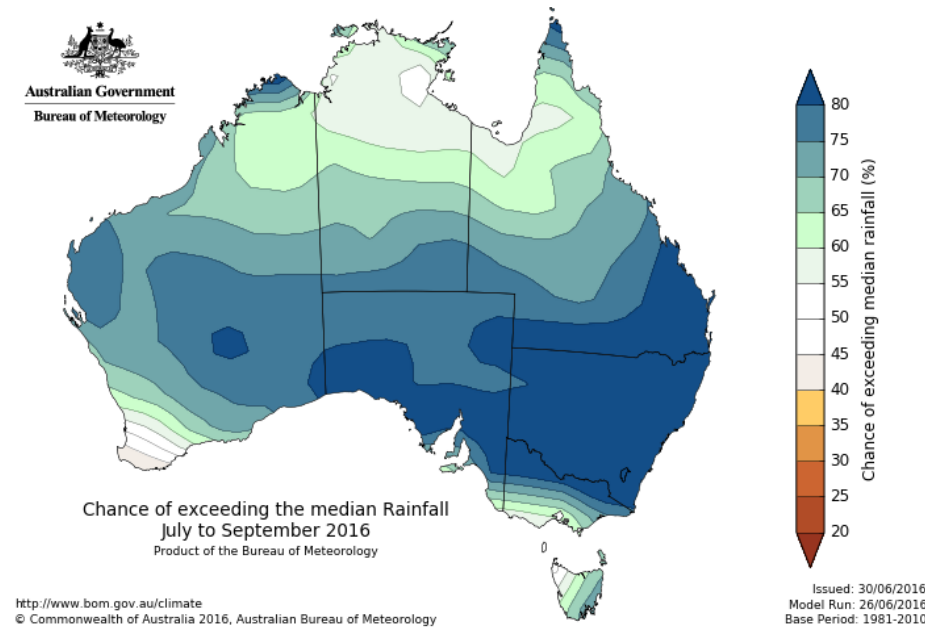 Australian Government
Bureau of Meteorology
80
75
70
65
60
55
50
45
40
35
30
25
20
Chance of exceeding median rainfall (%)
Chance of exceeding the median Rainfall
July to September 2016
Product of the Bureau of Meteorology
http://www.bom.gov.au/climate
© Commonwealth of Australia 2016, Australian Bureau of Meteorology
Issued: 30/06/2016
Model Run: 26/06/2016
Base Period: 1981-2010